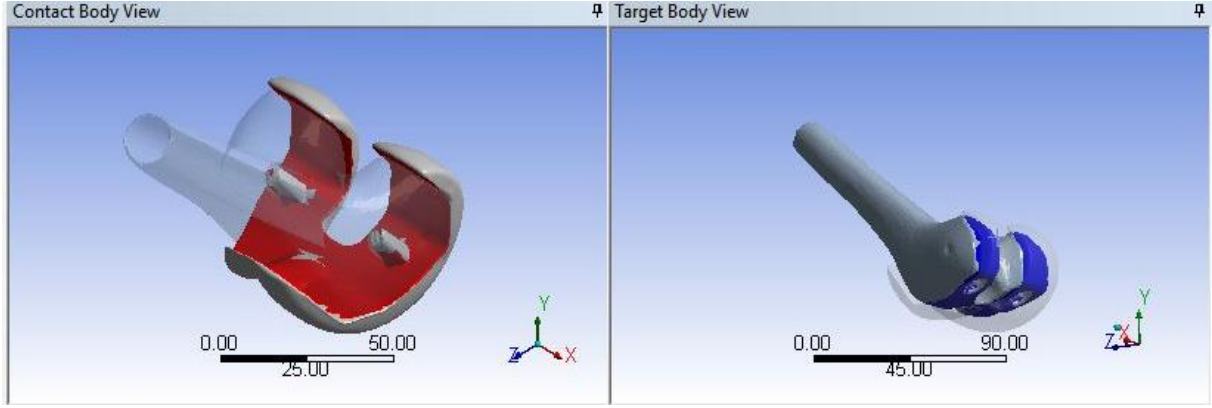 Contact Body View
Target Body View
0.00 50.00
25.00
Y
Z X
0.00 90.00
45.00
Y
Z X